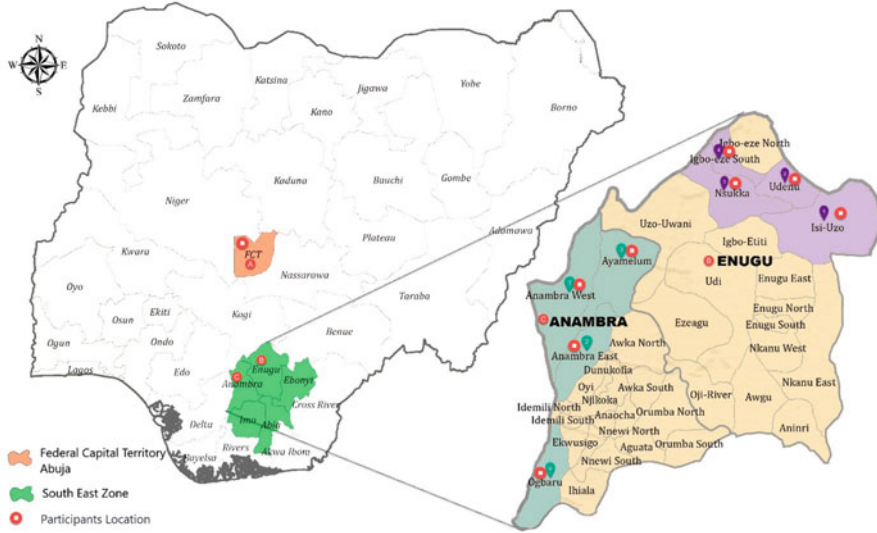 N
W
E
S
Sokoto
Kebbi
Zamfara
Katsina
Kano
Jigawa
Yobe
Borno
Niger
Kaduna
Bauchi
Gombe
Adamawa
FCT
A
Plateau
Nassarawa
Kwara
Oyo
Ekiti
Osun
Ogun
Lagos
Ondo
Edo
Kogi
Benue
Taraba
B
Enugu
C
Anambra
Ebonyi
Cross River
Imo
Abia
Delta
Rivers
Bayelsa
Akwa Ibom
Federal Capital Territory
Abuja
South East Zone
Participants Location
Igbo-eze North
Igbo-eze South
Nsukka
Udenu
Isi-Uzo
Uzo-Uwani
Igbo-Etiti
B ENUGU
Udi
Enugu East
Enugu North
Enugu South
Ezeagu
Nkanu West
Nkanu East
Oji-River
Awgu
Aninri
Ayamelum
Anambra West
C ANAMBRA
Anambra East
Awka North
Dunukofia
Oyi
Awka South
Njikoka
Idemili North
Idemili South
Anaocha
Orumba North
Nnewi North
Ekwusigo
Aguata
Orumba South
Nnewi South
Ogbaru
Ihiala